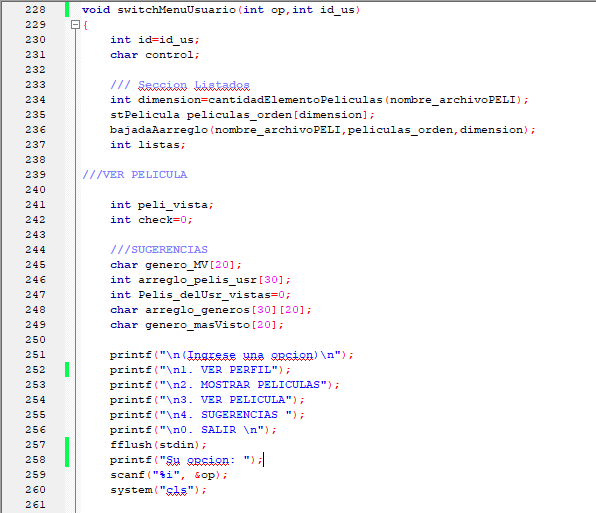 228 void switchMenuUsuario(int op,int id_us)
229 {
230 int id=id_us;
231 char control;
232
233 /// Seccion Listados
234 int dimension=cantidadElementoPeliculas(nombre_archivoPELI);
235 stPelicula peliculas_orden[dimension];
236 bajadaAarreglo(nombre_archivoPELI,peliculas_orden,dimension);
237 int listas;
238
239 ///VER PELICULA
240
241 int peli_vista;
242 int check=0;
243
244 ///SUGERENCIAS
245 char genero_MV[20];
246 int arreglo_pelis_usr[30];
247 int Pelis_delUsr_vistas=0;
248 char arreglo_generos[30][20];
249 char genero_masVisto[20];
250
251 printf("\n(Ingrese una opcion)\n");
252 printf("\n1. VER PERFIL");
253 printf("\n2. MOSTRAR PELICULAS");
254 printf("\n3. VER PELICULA");
255 printf("\n4. SUGERENCIAS ");
256 printf("\n0. SALIR \n");
257 fflush(stdin);
258 printf("Su opcion: ");
259 scanf("%i", &op);
260 system("cls");
261